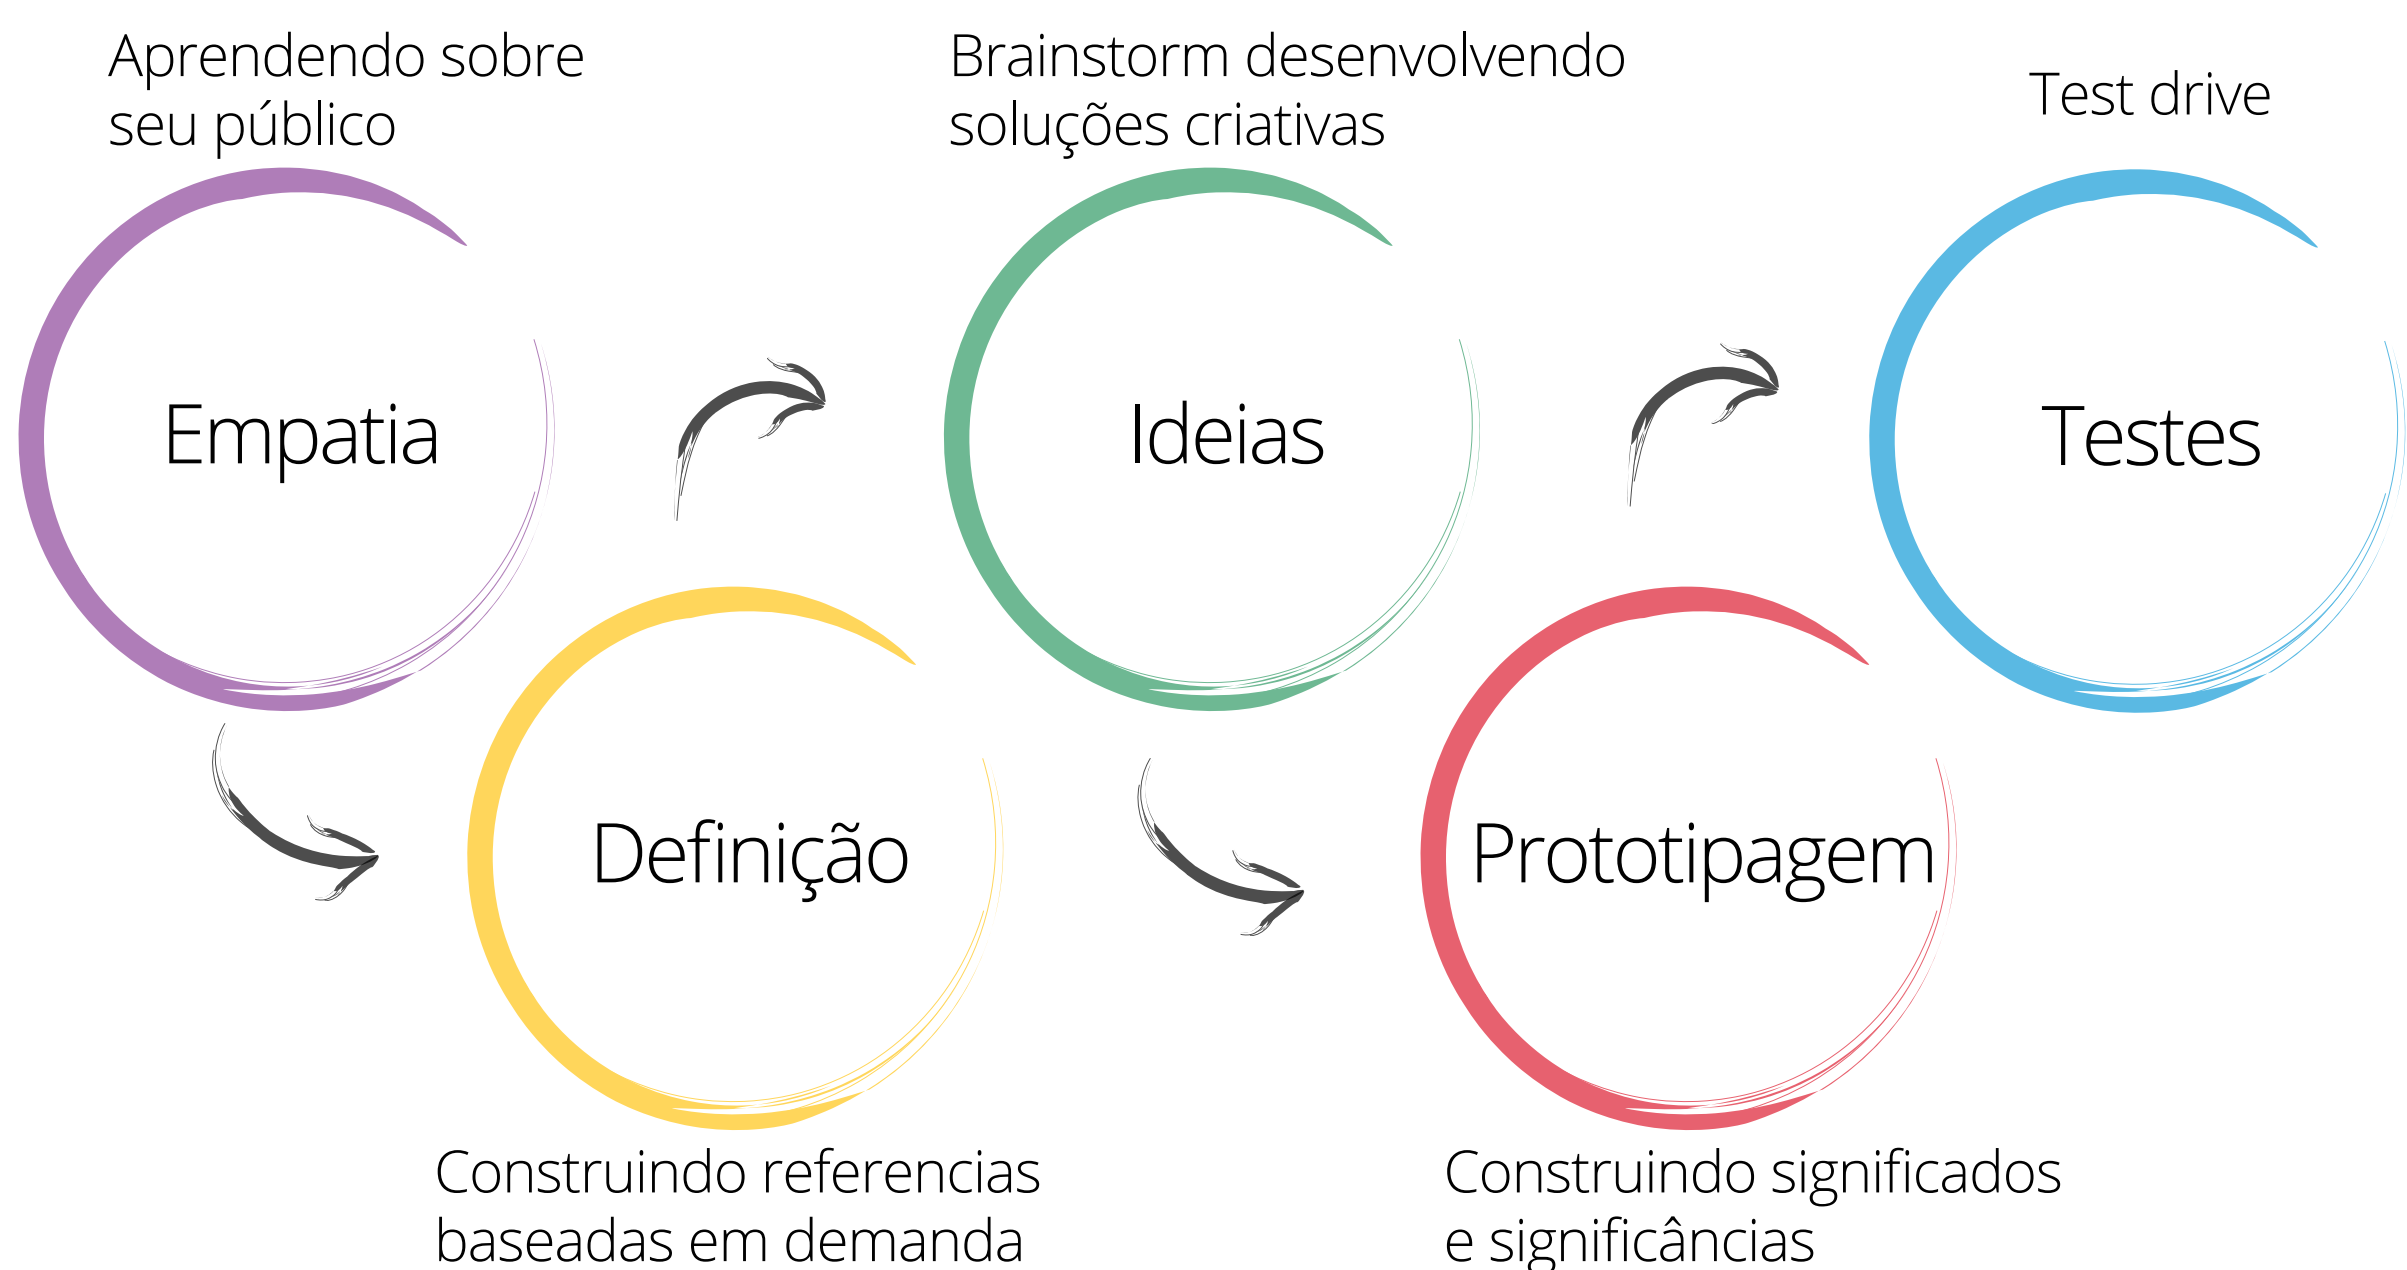 Aprendendo sobre
seu público
Empatia
Definição
Construindo referencias
baseadas em demanda
Brainstorm desenvolvendo
soluções criativas
Ideias
Prototipagem
Construindo significados
e significâncias
Test drive
Testes